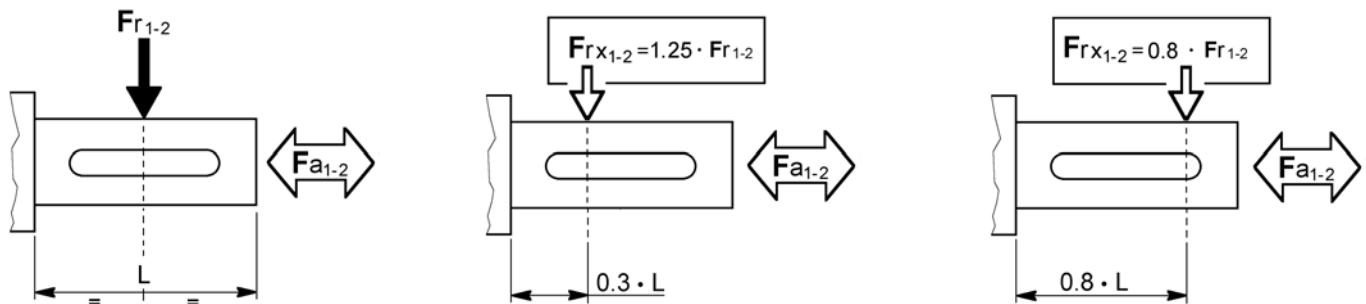 Fr1-2
Fa1-2
L
= =
Frx1-2 =1.25 · Fr1-2
Fa1-2
0.3 · L
Frx1-2 =0.8 · Fr1-2
Fa1-2
0.8 · L